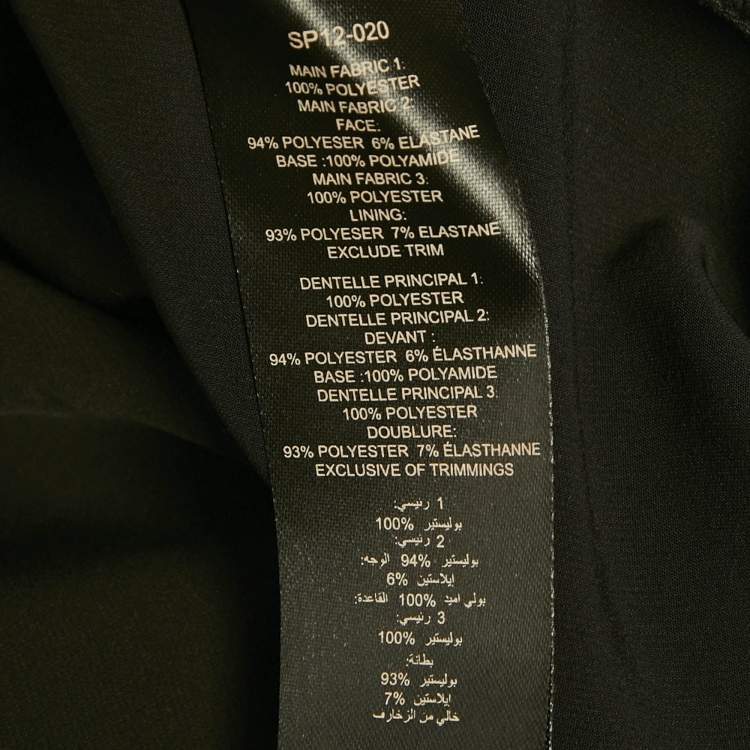 SP12-020
MAIN FABRIC 1:
100% POLYESTER
MAIN FABRIC 2:
FACE:
94% POLYESER 6% ELASTANE
BASE :100% POLYAMIDE
MAIN FABRIC 3:
100% POLYESTER
LINING:
93% POLYESER 7% ELASTANE
EXCLUDE TRIM
DENTELLE PRINCIPAL 1:
100% POLYESTER
DENTELLE PRINCIPAL 2:
DEVANT :
94% POLYESTER 6% ÉLASTHANNE
BASE :100% POLYAMIDE
DENTELLE PRINCIPAL 3:
100% POLYESTER
DOUBLURE:
93% POLYESTER 7% ÉLASTHANNE
EXCLUSIVE OF TRIMMINGS
1 رئيسي:
بوليستير 100%
2 رئيسي:
بوليستير 94% الوجه:
إيلاستين 6%
بولي اميد 100% القاعدة:
3 رئيسي:
بوليستير 100%
بطانة:
بوليستير 93%
إيلاستين 7%
خالي من الزخارف